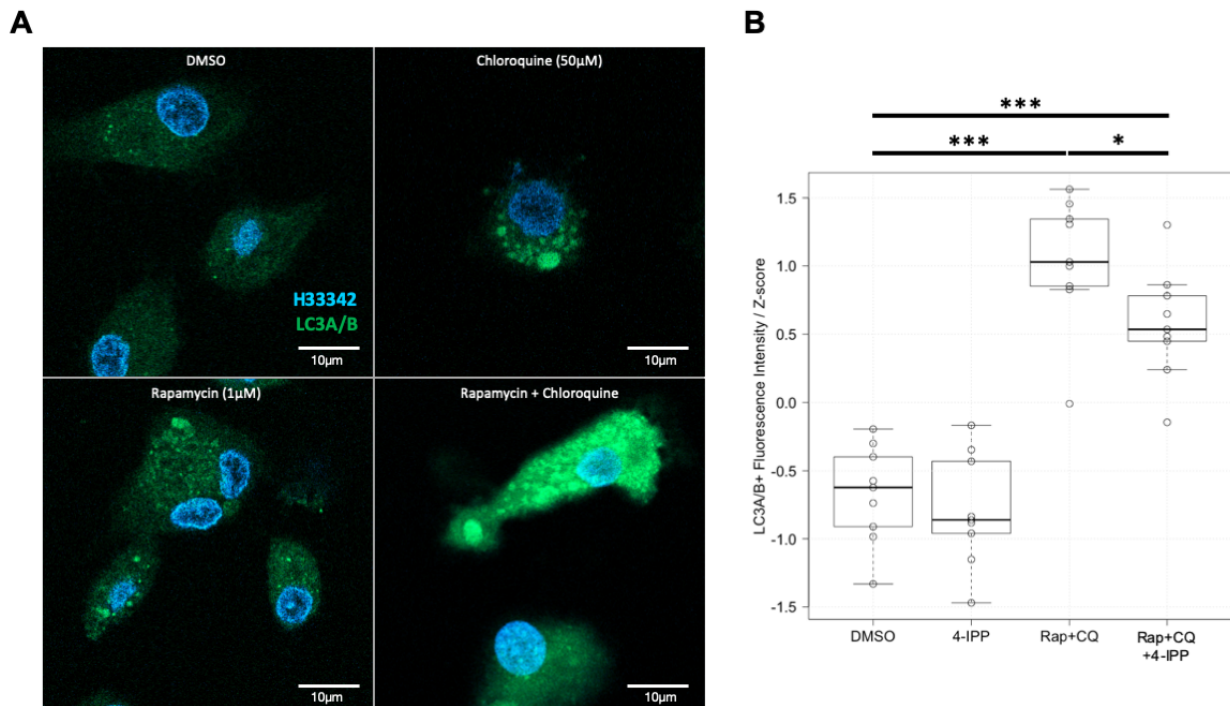 A
DMSO
Chloroquine (50μM)
H33342
LC3A/B
10μm
10μm
Rapamycin (1μM)
Rapamycin + Chloroquine
10μm
10μm
B
***
***
*
LC3A/B+ Fluorescence Intensity / Z-score
1.5
1.0
0.5
0.0
-0.5
-1.0
-1.5
DMSO
4-IPP
Rap+CQ
Rap+CQ
+4-IPP